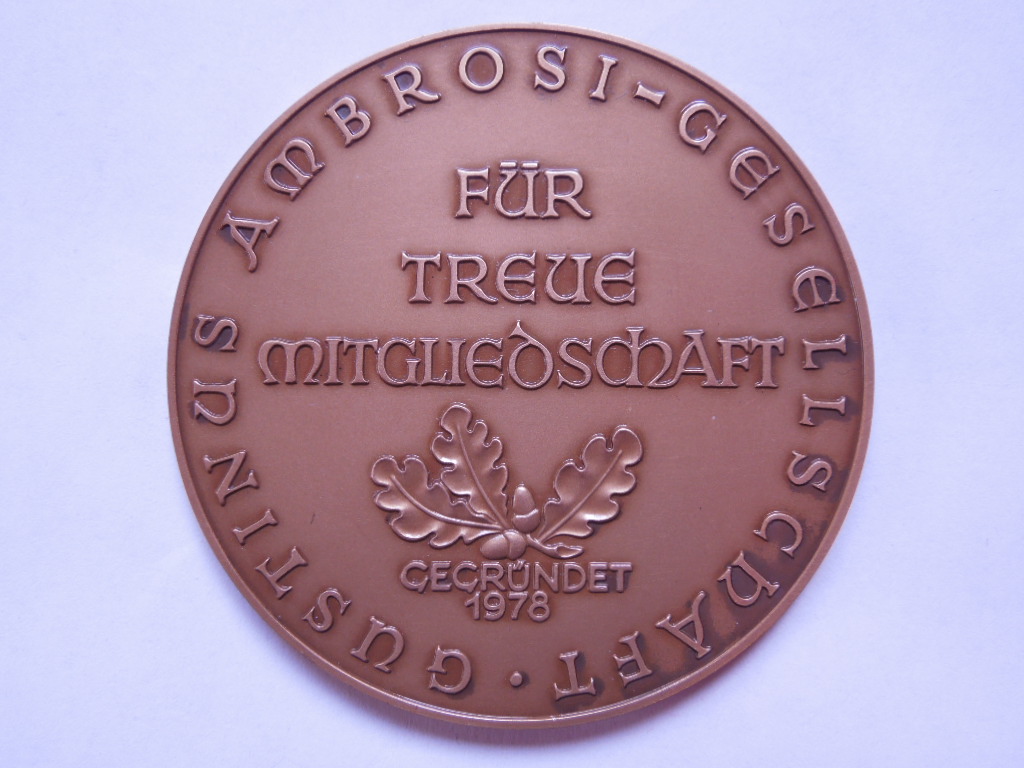 GUSTINUS AMBROSI-GESELLSCHAFT ·
FÜR
TREUE
MITGLIEDSCHAFT
GEGRÜNDET
1978